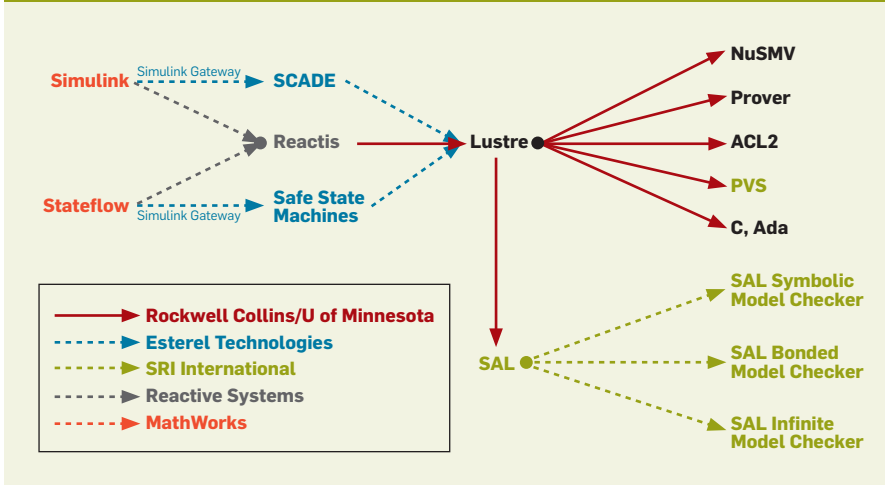 Simulink
Simulink Gateway
SCADE
Reactis
Stateflow
Simulink Gateway
Safe State
Machines
Lustre
NuSMV
Prover
ACL2
PVS
C, Ada
SAL
SAL Symbolic
Model Checker
SAL Bonded
Model Checker
SAL Infinite
Model Checker
Rockwell Collins/U of Minnesota
Esterel Technologies
SRI International
Reactive Systems
MathWorks